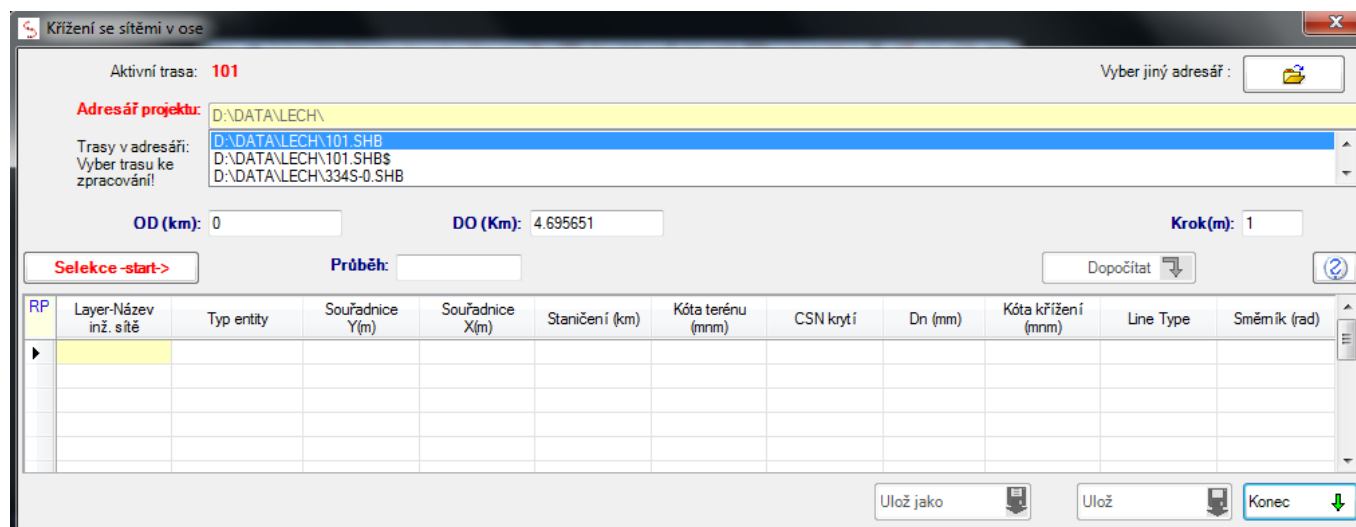 Křížení se sítěmi v ose
Aktivní trasa: 101
Vyber jiný adresář :
Adresář projektu: D:\DATA\LECH\
Trasy v adresáři:
Vyber trasu ke
zpracování!
D:\DATA\LECH\101.SHB
D:\DATA\LECH\101.SHB$
D:\DATA\LECH\334S-0.SHB
OD (km): 0
DO (Km): 4.695651
Krok(m): 1
Selekce -start->
Průběh:
Dopočítat
RP
Layer-Název
inž. sítě
Typ entity
Souřadnice
Y(m)
Souřadnice
X(m)
Staničení (km)
Kóta terénu
(mnm)
CSN krytí
Dn (mm)
Kóta křížení
(mnm)
Line Type
Směrník (rad)
Ulož jako
Ulož
Konec